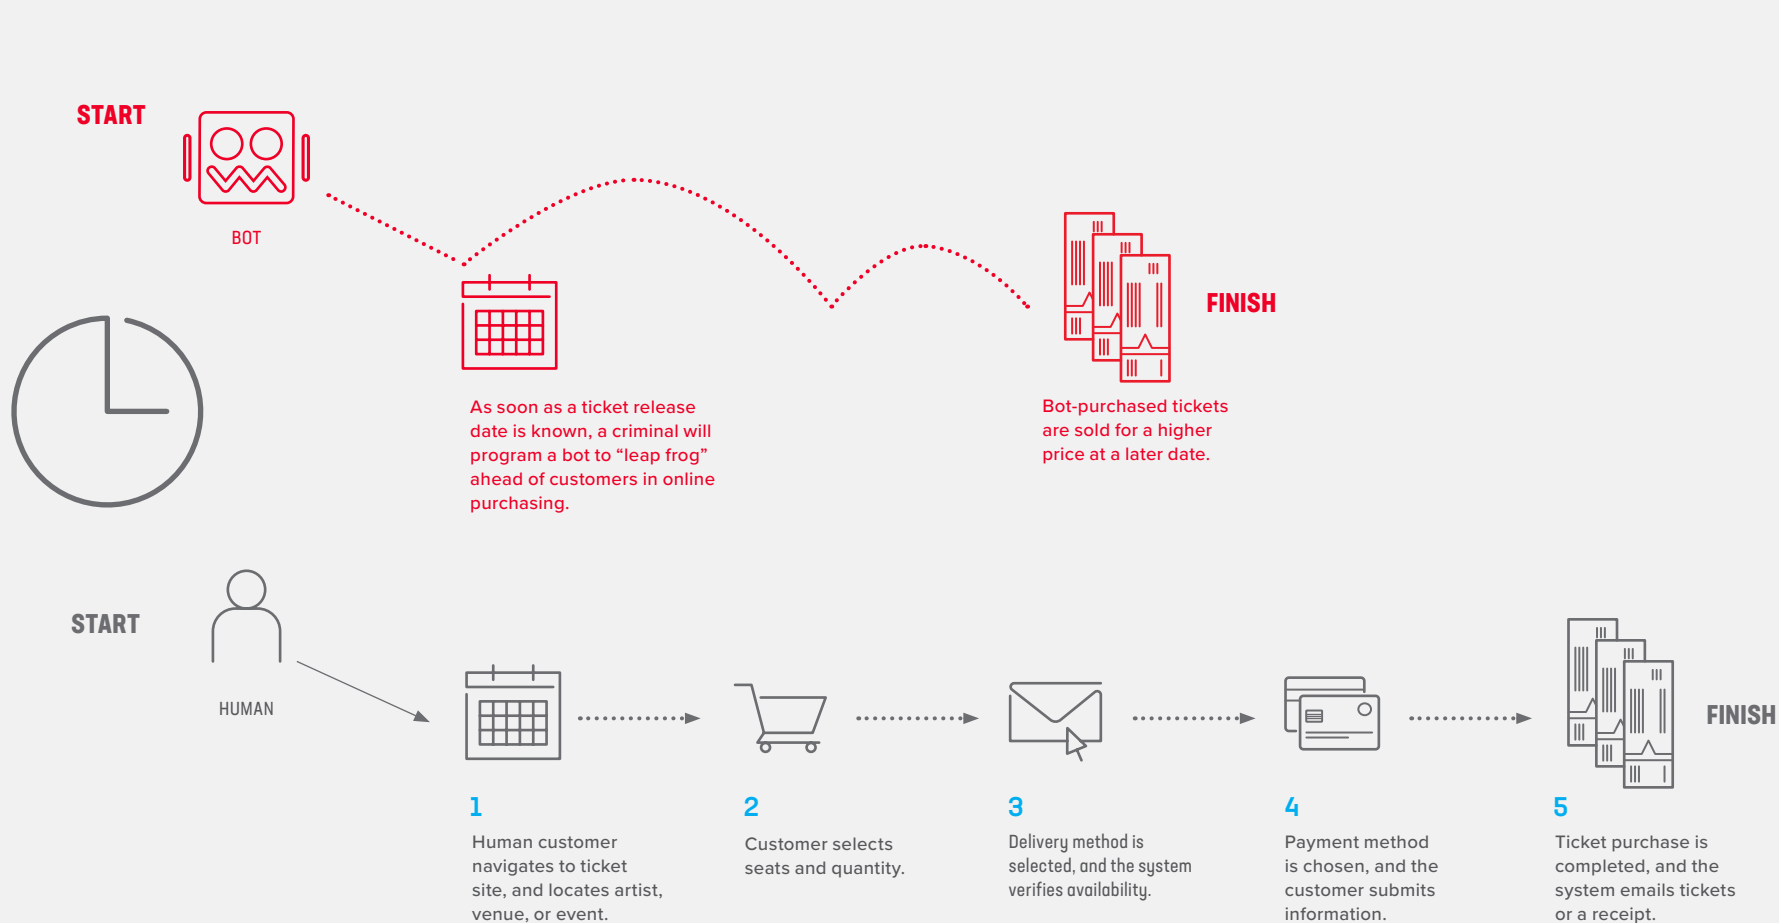 START
BOT
FINISH
As soon as a ticket release
date is known, a criminal will
program a bot to “leap frog”
ahead of customers in online
purchasing.
Bot-purchased tickets
are sold for a higher
price at a later date.
START
HUMAN
FINISH
1
Human customer
navigates to ticket
site, and locates artist,
venue, or event.
2
Customer selects
seats and quantity.
3
Delivery method is
selected, and the system
verifies availability.
4
Payment method
is chosen, and the
customer submits
information.
5
Ticket purchase is
completed, and the
system emails tickets
or a receipt.